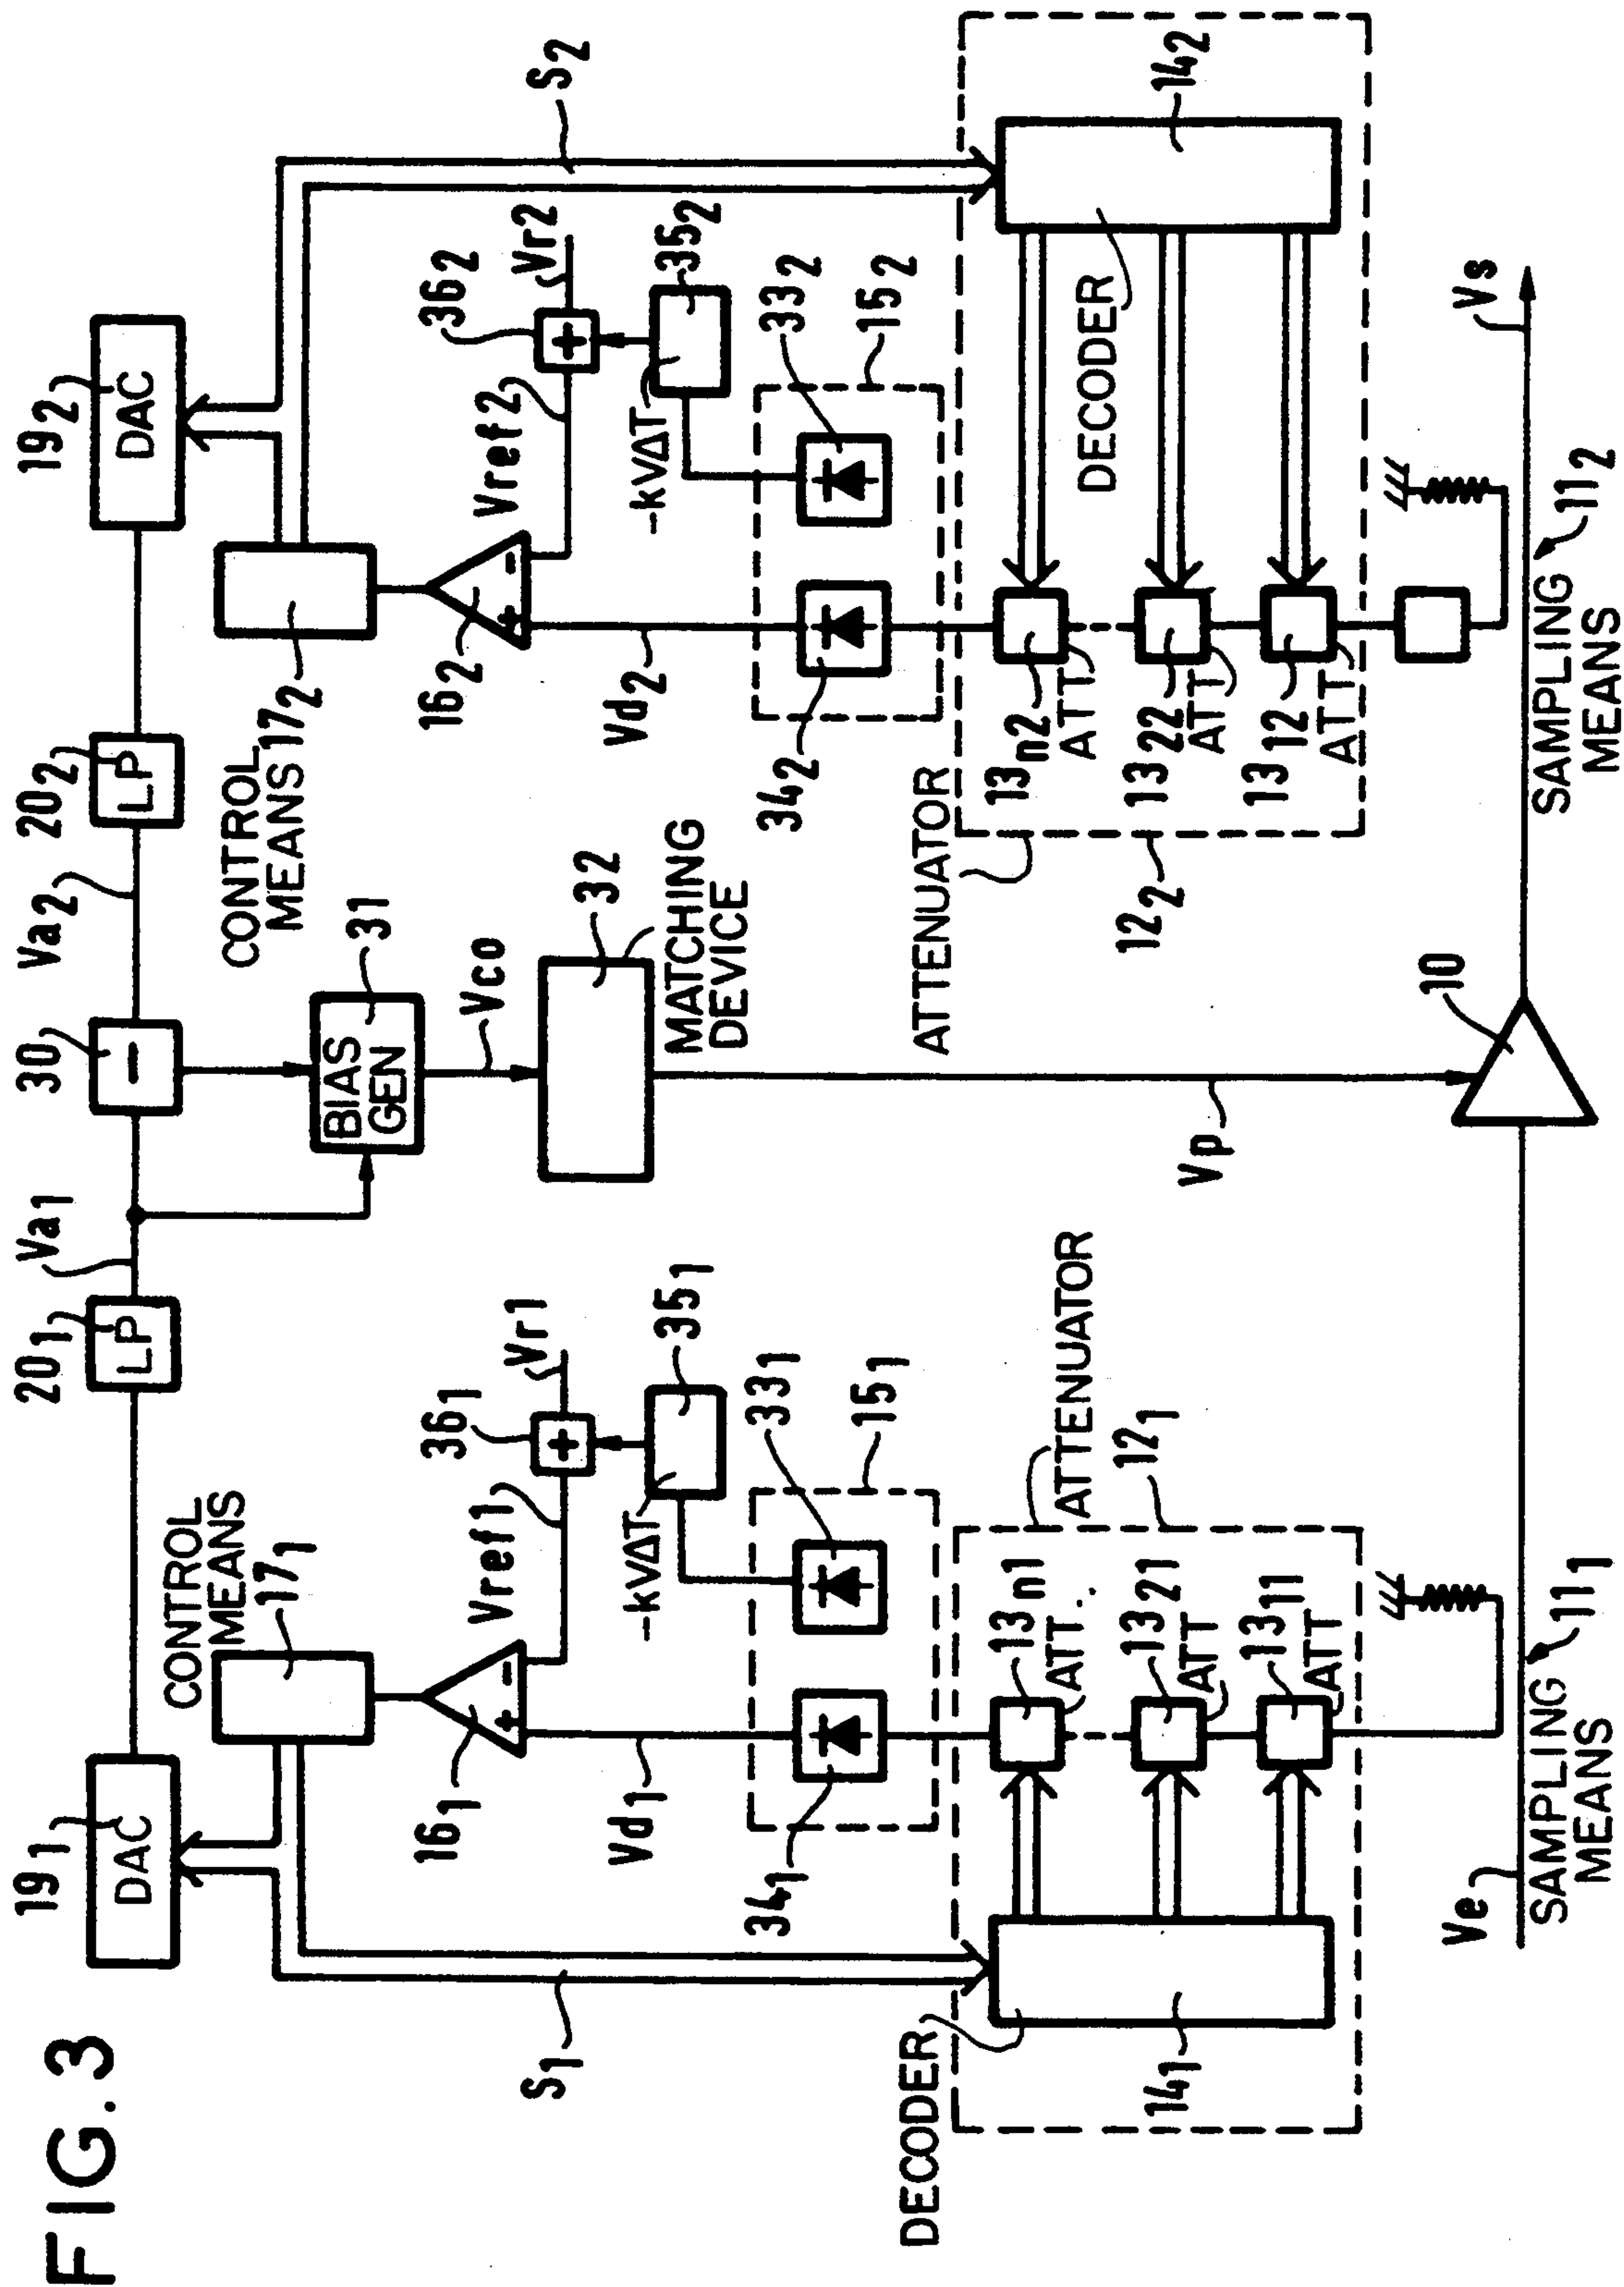 FIG. 3
19₁
DAC
20₁
LP
Va₁
30
−
Va₂
20₂
LP
19₂
DAC
CONTROL
MEANS
17₁
BIAS
GEN
31
CONTROL
MEANS 17₂
S₁
16₁
+
−
Vref1
36₁
+
Vr1
Vco
32
MATCHING
DEVICE
16₂
+
−
Vref2
36₂
+
Vr2
S₂
Vd₁
-kVΔT
35₁
Vd₂
-kVΔT
35₂
34₁
33₁
15₁
34₂
33₂
15₂
DECODER
14₁
13n1
ATT
13₂₁
ATT
13₁₁
ATT
ATTENUATOR
12₁
Vp
ATTENUATOR
12₂
13n2
ATT
13₂₂
ATT
13₁₂
ATT
DECODER
14₂
Ve
SAMPLING
MEANS
11₁
10
SAMPLING
MEANS
11₂
Vs